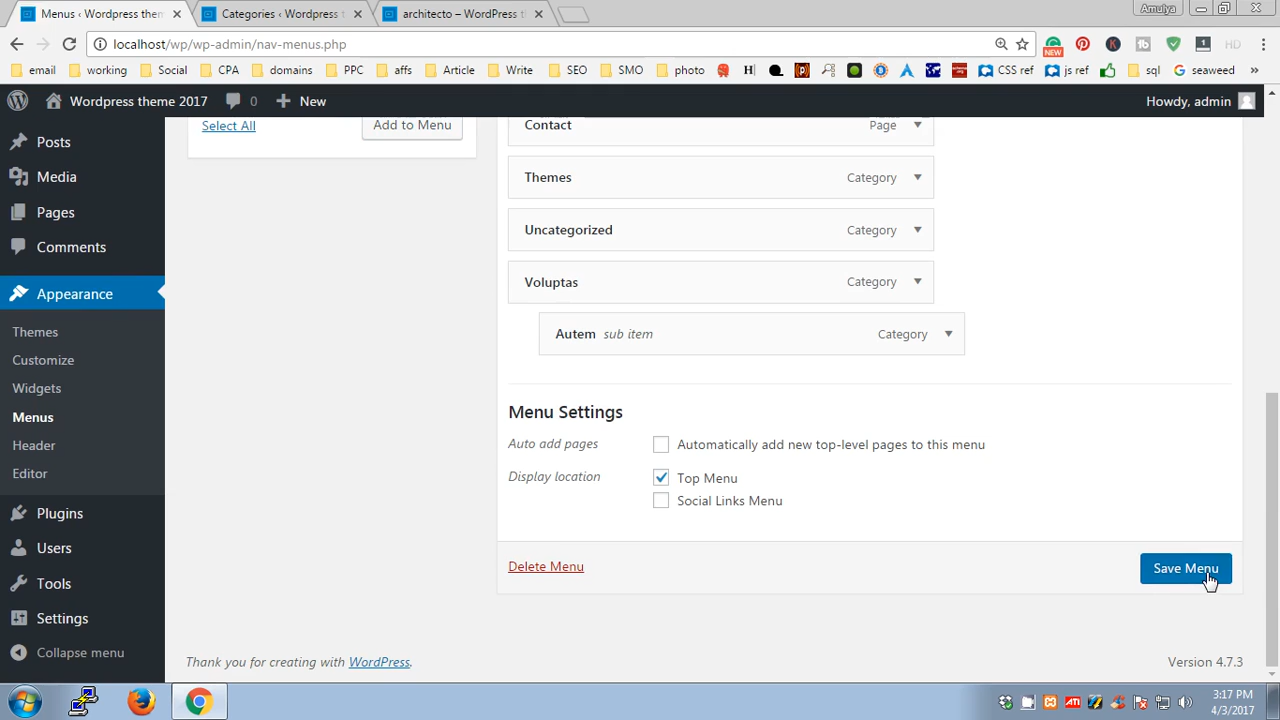 Menus ‹ Wordpress them
Categories ‹ Wordpress t
architecto – WordPress t
Amulya
localhost/wp/wp-admin/nav-menus.php
NEW
K
tb
1
HD
email
working
Social
CPA
domains
PPC
affs
Article
Write
SEO
SMO
photo
H
CSS ref
js ref
sql
seaweed
»
Wordpress theme 2017
0
New
Howdy, admin
Posts
Media
Pages
Comments
Appearance
Themes
Customize
Widgets
Menus
Header
Editor
Plugins
Users
Tools
Settings
Collapse menu
Select All
Add to Menu
Contact Page
Themes Category
Uncategorized Category
Voluptas Category
Autem sub item Category
Menu Settings
Auto add pages Automatically add new top-level pages to this menu
Display location Top Menu
Social Links Menu
Delete Menu
Save Menu
Thank you for creating with WordPress.
Version 4.7.3
ATI
3:17 PM
4/3/2017